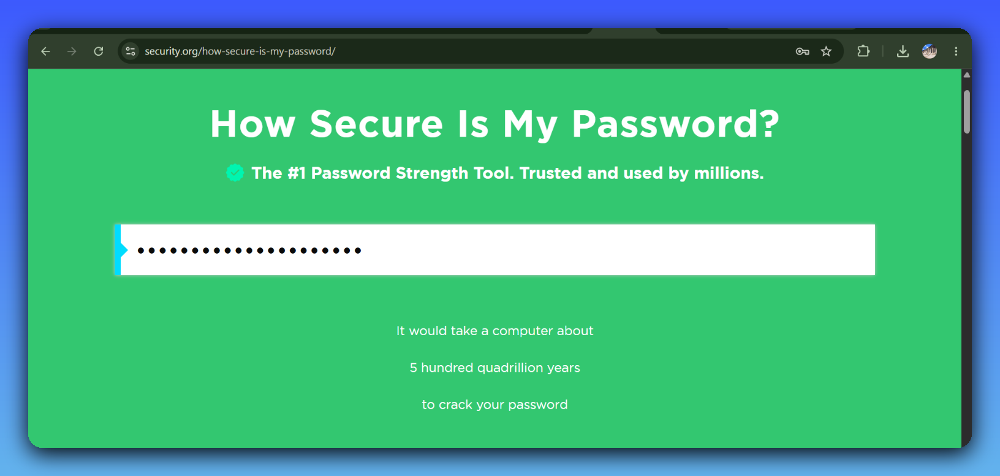 security.org/how-secure-is-my-password/
How Secure Is My Password?
The #1 Password Strength Tool. Trusted and used by millions.
•••••••••••••••••••••
It would take a computer about
5 hundred quadrillion years
to crack your password